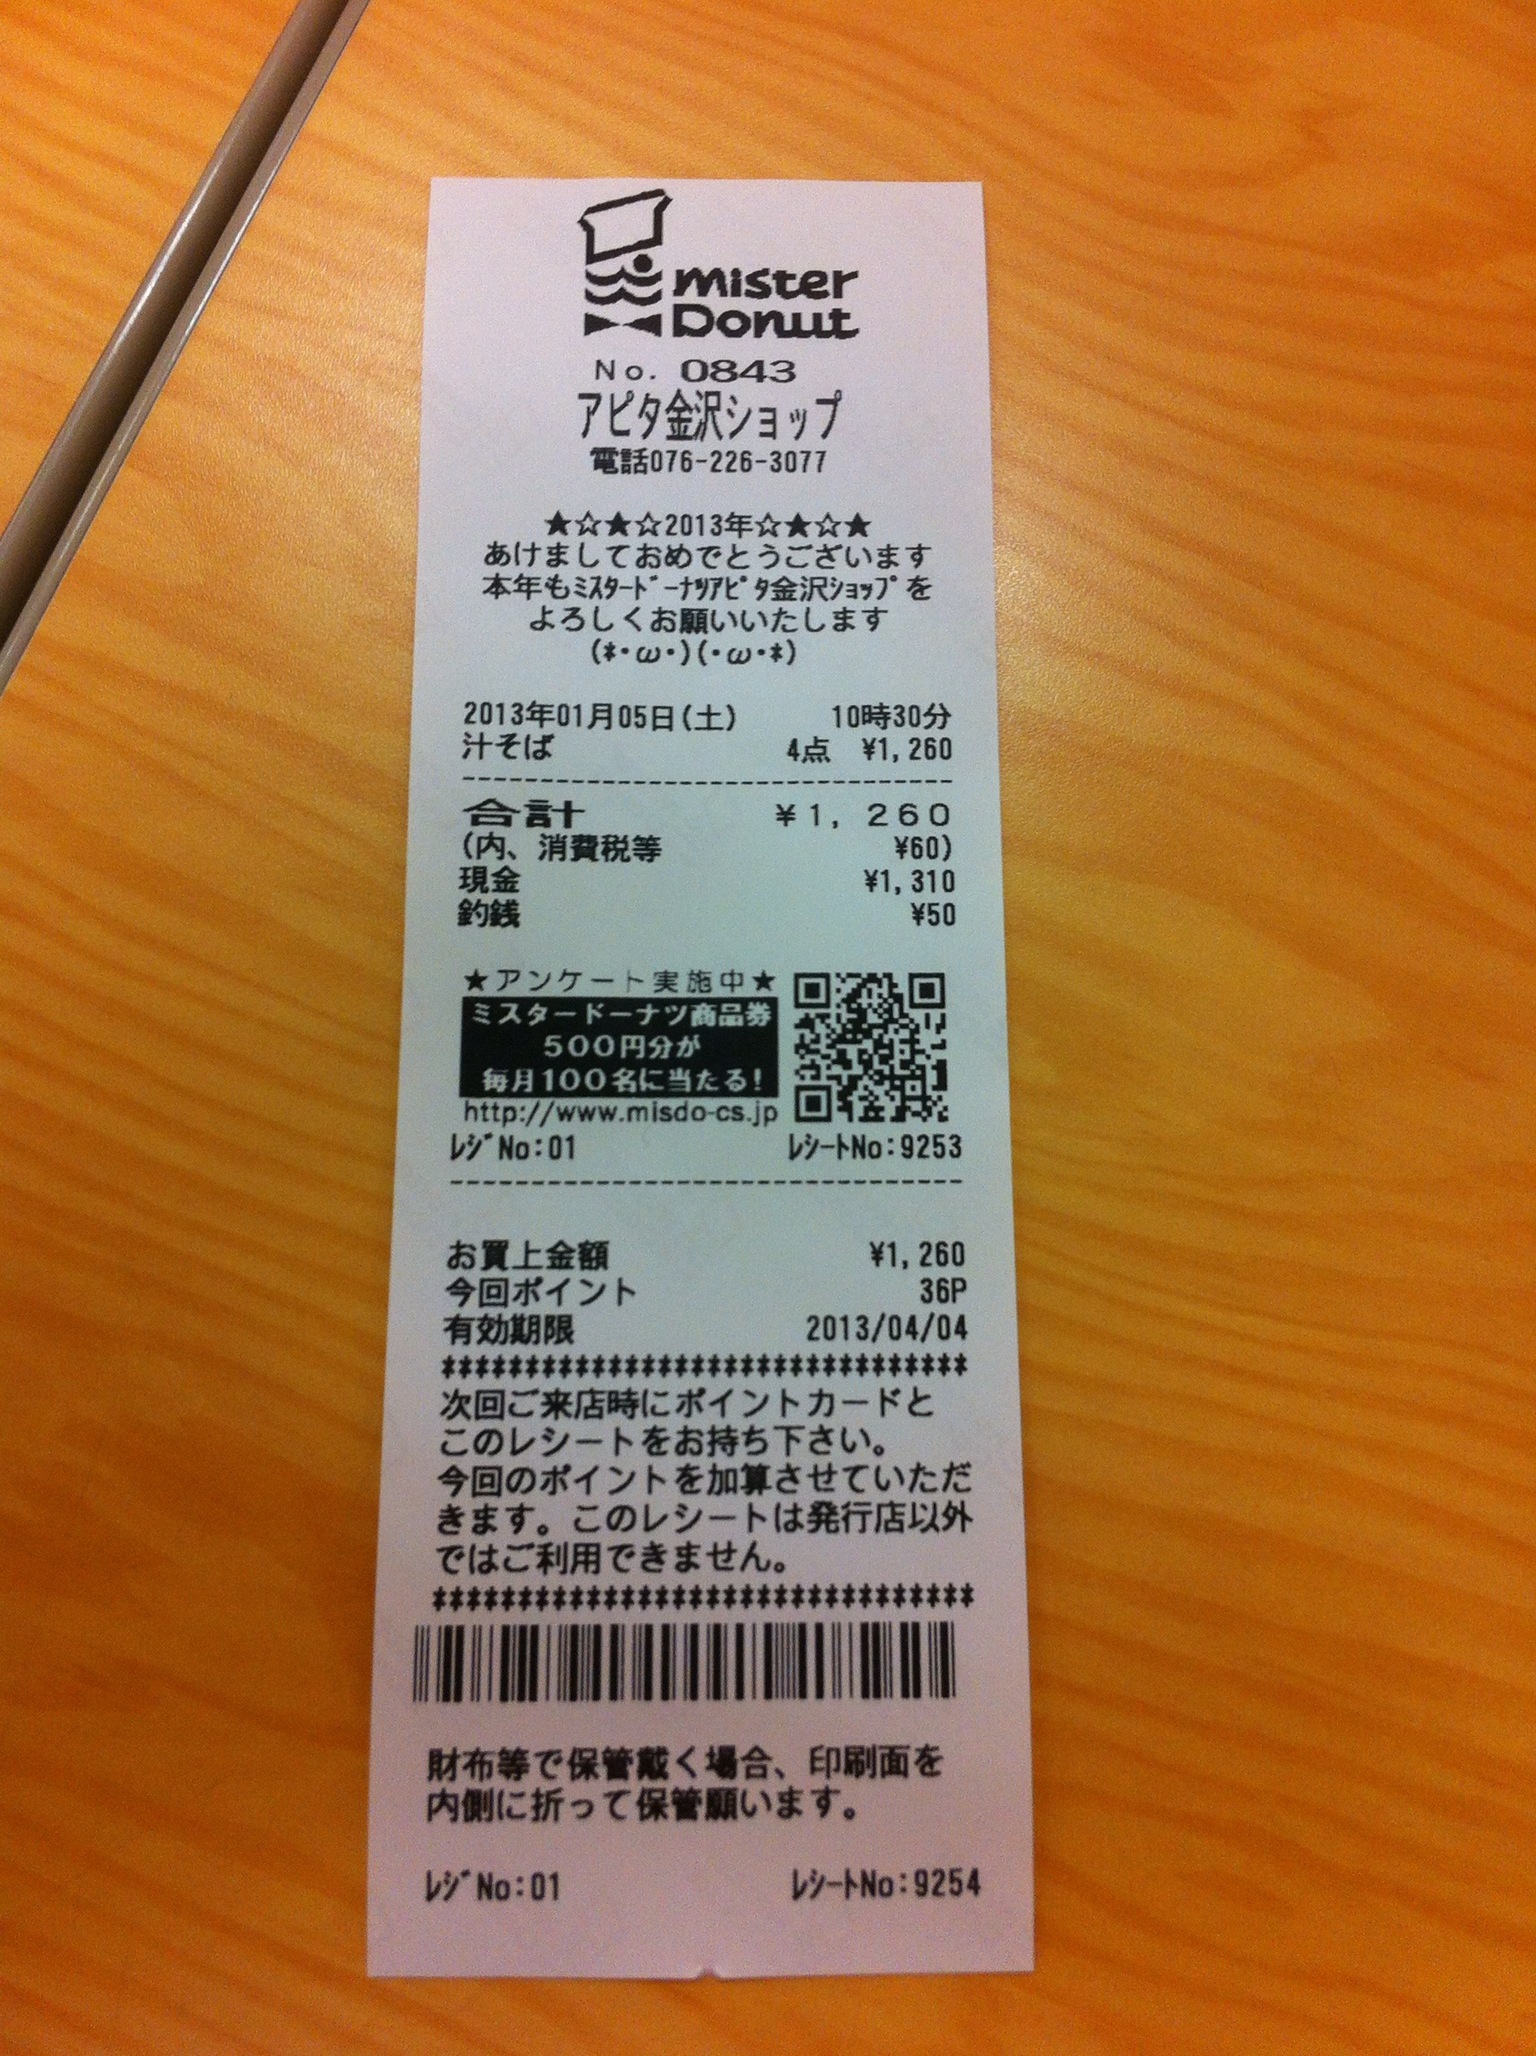 mister
Donut
No. 0843
アピタ金沢ショップ
電話076-226-3077
★☆★☆2013年☆★☆★
あけましておめでとうございます
本年もﾐｽﾀｰﾄﾞｰﾅﾂｱﾋﾟﾀ金沢ｼｮｯﾌﾟを
よろしくお願いいたします
(*･ω･)(･ω･*)
2013年01月05日(土) 10時30分
汁そば 4点 ¥1,260
--------------------------------
合計 ¥1,260
(内、消費税等 ¥60)
現金 ¥1,310
釣銭 ¥50
★アンケート実施中★
ミスタードーナツ商品券
500円分が
毎月100名に当たる!
http://www.misdo-cs.jp
ﾚｼﾞNo:01 ﾚｼｰﾄNo:9253
--------------------------------
お買上金額 ¥1,260
今回ポイント 36P
有効期限 2013/04/04
********************************
次回ご来店時にポイントカードと
このレシートをお持ち下さい。
今回のポイントを加算させていただ
きます。このレシートは発行店以外
ではご利用できません。
********************************
財布等で保管戴く場合、印刷面を
内側に折って保管願います。
ﾚｼﾞNo:01 ﾚｼｰﾄNo:9254